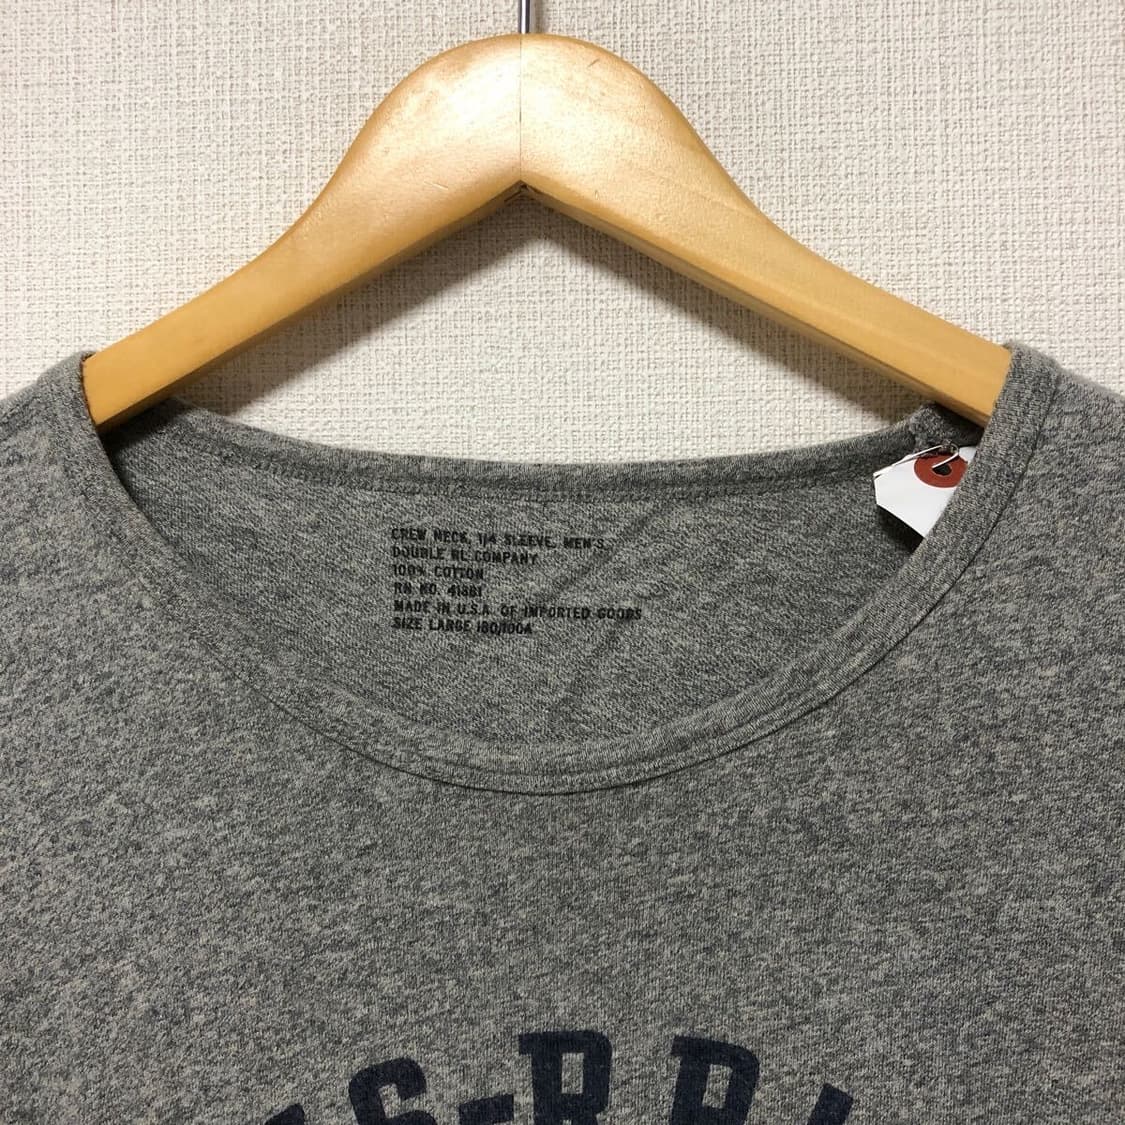 CREW NECK, 1/4 SLEEVE, MEN'S
DOUBLE RL COMPANY
100% COTTON
RN NO. 41381
MADE IN U.S.A. OF IMPORTED GOODS
SIZE LARGE 180/100A